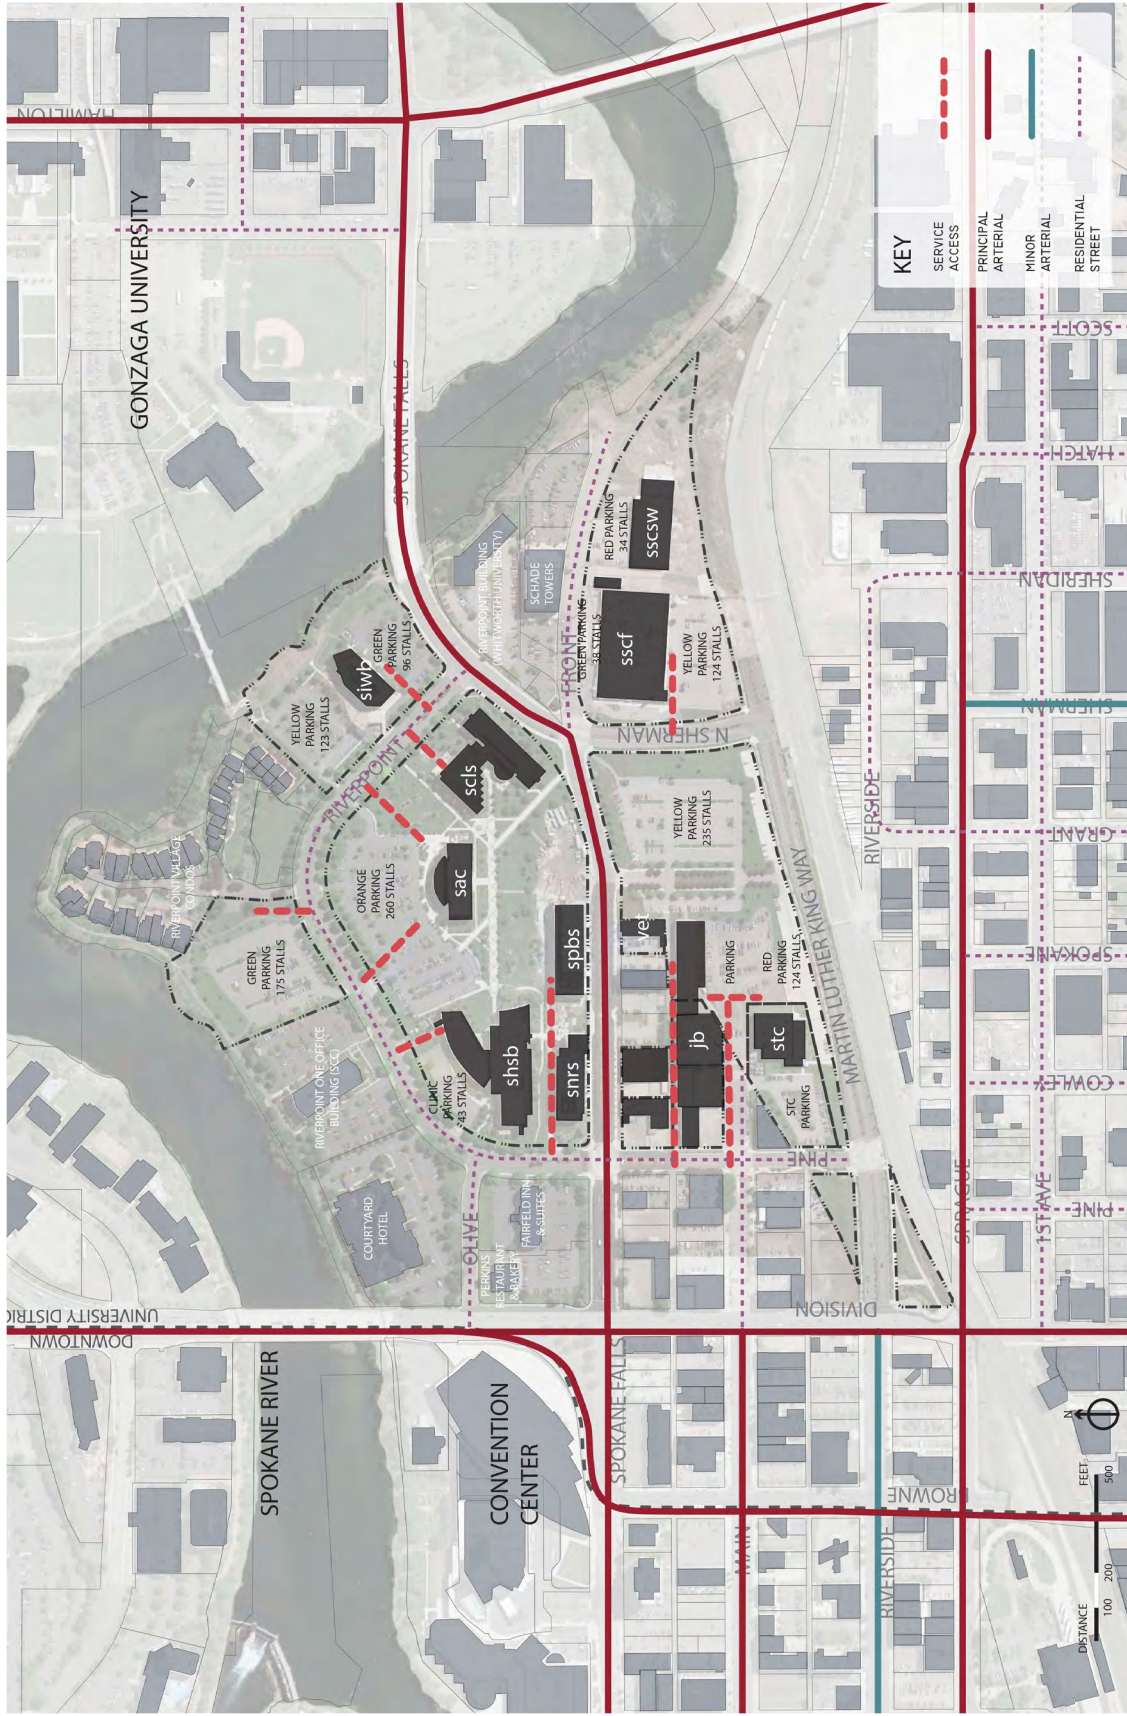 HAMILTON
GONZAGA UNIVERSITY
SPOKANE FALLS
KEY
SERVICE
ACCESS
PRINCIPAL
ARTERIAL
MINOR
ARTERIAL
RESIDENTIAL
STREET
SCOTT
HATCH
SHERIDAN
SHERMAN
GRANT
SPOKANE
COWLEY
PINE
1ST AVE
SPRAGUE
RIVERSIDE
MARTIN LUTHER KING WAY
N SHERMAN
FRONT
RIVERPOINT
siwb
GREEN
PARKING
96 STALLS
YELLOW
PARKING
123 STALLS
RIVERPOINT BUILDING
(WHITWORTH UNIVERSITY)
SCHADE
TOWERS
RED PARKING
34 STALLS
sscsw
GREEN PARKING
38 STALLS
sscf
YELLOW
PARKING
124 STALLS
scls
RIVERPOINT VILLAGE
CONDOS
ORANGE
PARKING
260 STALLS
sac
YELLOW
PARKING
235 STALLS
GREEN
PARKING
175 STALLS
spbs
vet
PARKING
RED
PARKING
124 STALLS
RIVERPOINT ONE OFFICE
BUILDING (SCC)
CLINIC
PARKING
43 STALLS
shsb
snrs
jb
stc
STC
PARKING
PINE
COURTYARD
HOTEL
OLIVE
FAIRFELD INN
& SUITES
PERKINS
RESTAURANT
& BAKERY
DIVISION
UNIVERSITY DISTRIC
DOWNTOWN
SPOKANE RIVER
CONVENTION
CENTER
SPOKANE FALLS
MAIN
RIVERSIDE
BROWNE
N
DISTANCE
100
200
FEET
500